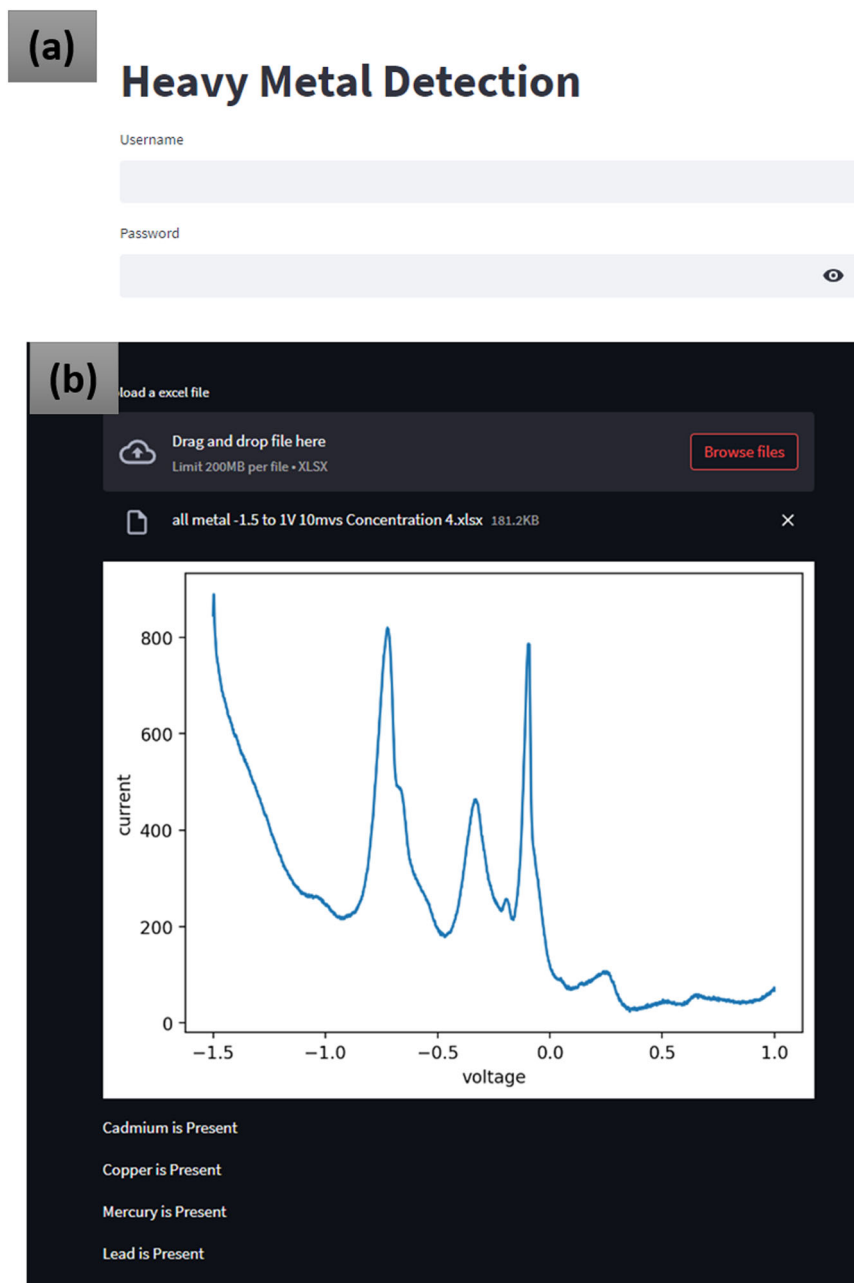 (a)
Heavy Metal Detection
Username
Password
(b)
load a excel file
Drag and drop file here
Limit 200MB per file • XLSX
Browse files
all metal -1.5 to 1V 10mvs Concentration 4.xlsx 181.2KB
800
600
400
200
0
current
−1.5 −1.0 −0.5 0.0 0.5 1.0
voltage
Cadmium is Present
Copper is Present
Mercury is Present
Lead is Present